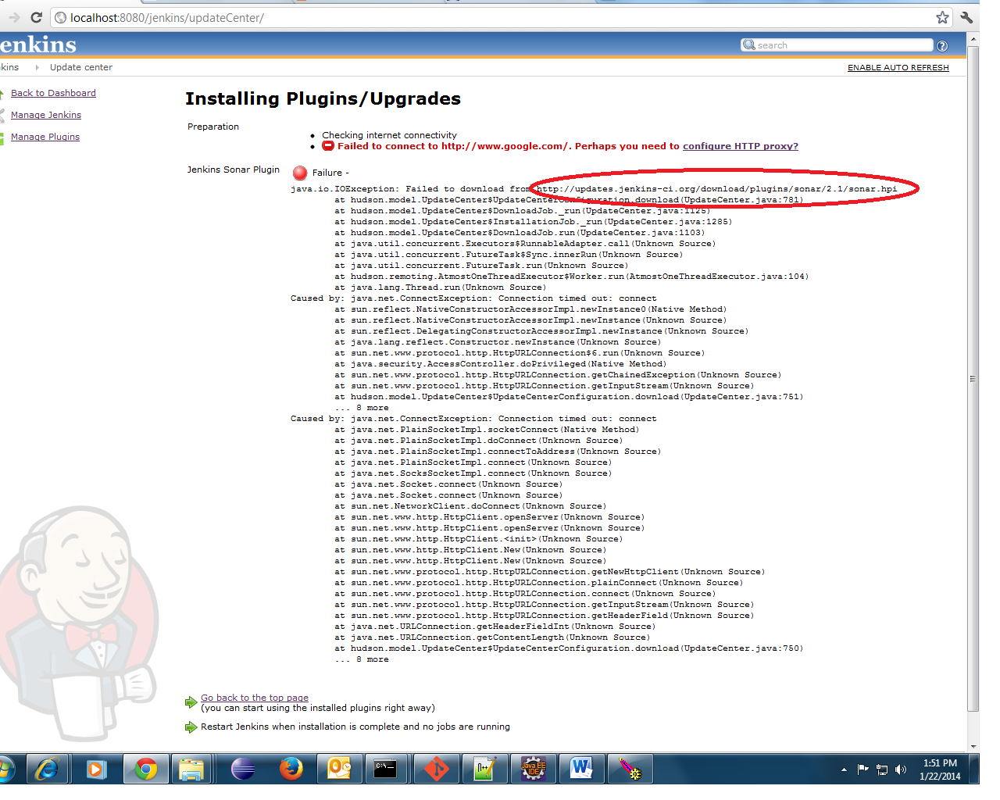 localhost:8080/jenkins/updateCenter/
enkins
search
kins Update center
ENABLE AUTO REFRESH
Back to Dashboard
Manage Jenkins
Manage Plugins
Installing Plugins/Upgrades
Preparation
Checking internet connectivity
Failed to connect to http://www.google.com/. Perhaps you need to configure HTTP proxy?
Jenkins Sonar Plugin
Failure -
java.io.IOException: Failed to download from http://updates.jenkins-ci.org/download/plugins/sonar/2.1/sonar.hpi
at hudson.model.UpdateCenter$UpdateCenterConfiguration.download(UpdateCenter.java:781)
at hudson.model.UpdateCenter$DownloadJob._run(UpdateCenter.java:1125)
at hudson.model.UpdateCenter$InstallationJob._run(UpdateCenter.java:1285)
at hudson.model.UpdateCenter$DownloadJob.run(UpdateCenter.java:1103)
at java.util.concurrent.Executors$RunnableAdapter.call(Unknown Source)
at java.util.concurrent.FutureTask$Sync.innerRun(Unknown Source)
at java.util.concurrent.FutureTask.run(Unknown Source)
at hudson.remoting.AtmostOneThreadExecutor$Worker.run(AtmostOneThreadExecutor.java:104)
at java.lang.Thread.run(Unknown Source)
Caused by: java.net.ConnectException: Connection timed out: connect
at sun.reflect.NativeConstructorAccessorImpl.newInstance0(Native Method)
at sun.reflect.NativeConstructorAccessorImpl.newInstance(Unknown Source)
at sun.reflect.DelegatingConstructorAccessorImpl.newInstance(Unknown Source)
at java.lang.reflect.Constructor.newInstance(Unknown Source)
at sun.net.www.protocol.http.HttpURLConnection$6.run(Unknown Source)
at java.security.AccessController.doPrivileged(Native Method)
at sun.net.www.protocol.http.HttpURLConnection.getChainedException(Unknown Source)
at sun.net.www.protocol.http.HttpURLConnection.getInputStream(Unknown Source)
at hudson.model.UpdateCenter$UpdateCenterConfiguration.download(UpdateCenter.java:751)
... 8 more
Caused by: java.net.ConnectException: Connection timed out: connect
at java.net.PlainSocketImpl.socketConnect(Native Method)
at java.net.PlainSocketImpl.doConnect(Unknown Source)
at java.net.PlainSocketImpl.connectToAddress(Unknown Source)
at java.net.PlainSocketImpl.connect(Unknown Source)
at java.net.SocksSocketImpl.connect(Unknown Source)
at java.net.Socket.connect(Unknown Source)
at java.net.Socket.connect(Unknown Source)
at sun.net.NetworkClient.doConnect(Unknown Source)
at sun.net.www.http.HttpClient.openServer(Unknown Source)
at sun.net.www.http.HttpClient.openServer(Unknown Source)
at sun.net.www.http.HttpClient.<init>(Unknown Source)
at sun.net.www.http.HttpClient.New(Unknown Source)
at sun.net.www.http.HttpClient.New(Unknown Source)
at sun.net.www.protocol.http.HttpURLConnection.getNewHttpClient(Unknown Source)
at sun.net.www.protocol.http.HttpURLConnection.plainConnect(Unknown Source)
at sun.net.www.protocol.http.HttpURLConnection.connect(Unknown Source)
at sun.net.www.protocol.http.HttpURLConnection.getInputStream(Unknown Source)
at sun.net.www.protocol.http.HttpURLConnection.getHeaderField(Unknown Source)
at java.net.URLConnection.getHeaderFieldInt(Unknown Source)
at java.net.URLConnection.getContentLength(Unknown Source)
at hudson.model.UpdateCenter$UpdateCenterConfiguration.download(UpdateCenter.java:750)
... 8 more
Go back to the top page
(you can start using the installed plugins right away)
Restart Jenkins when installation is complete and no jobs are running
C:\_
Java EE
IDE
W
1:51 PM
1/22/2014